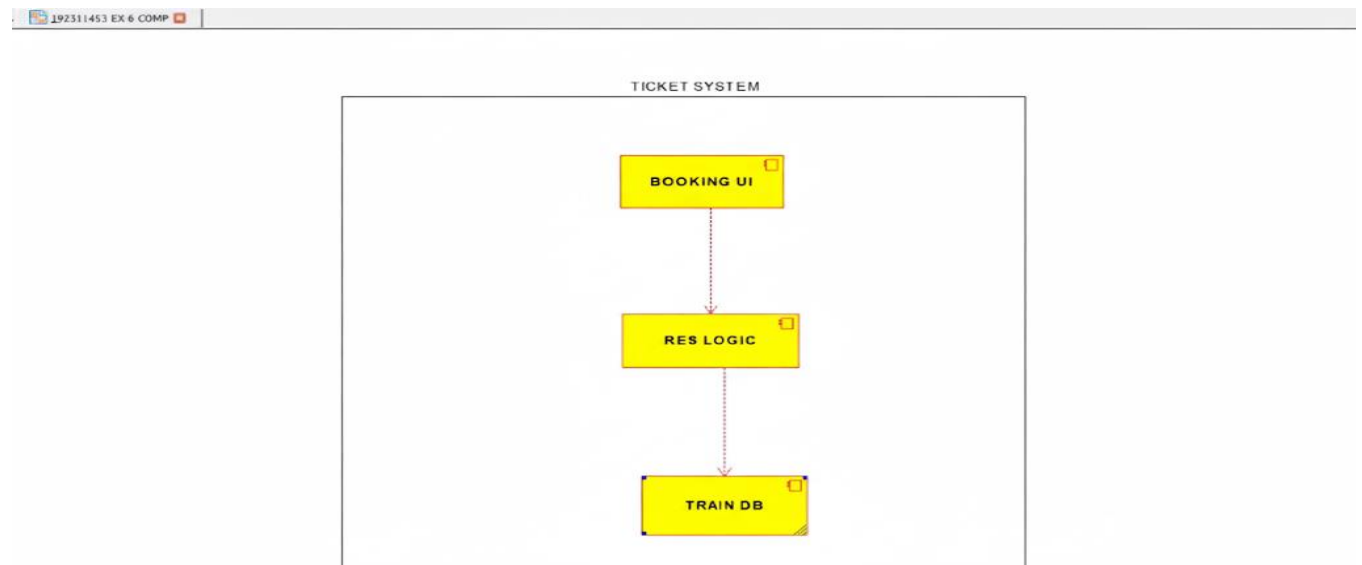 192311453 EX 6 COMP
TICKET SYSTEM
BOOKING UI
RES LOGIC
TRAIN DB